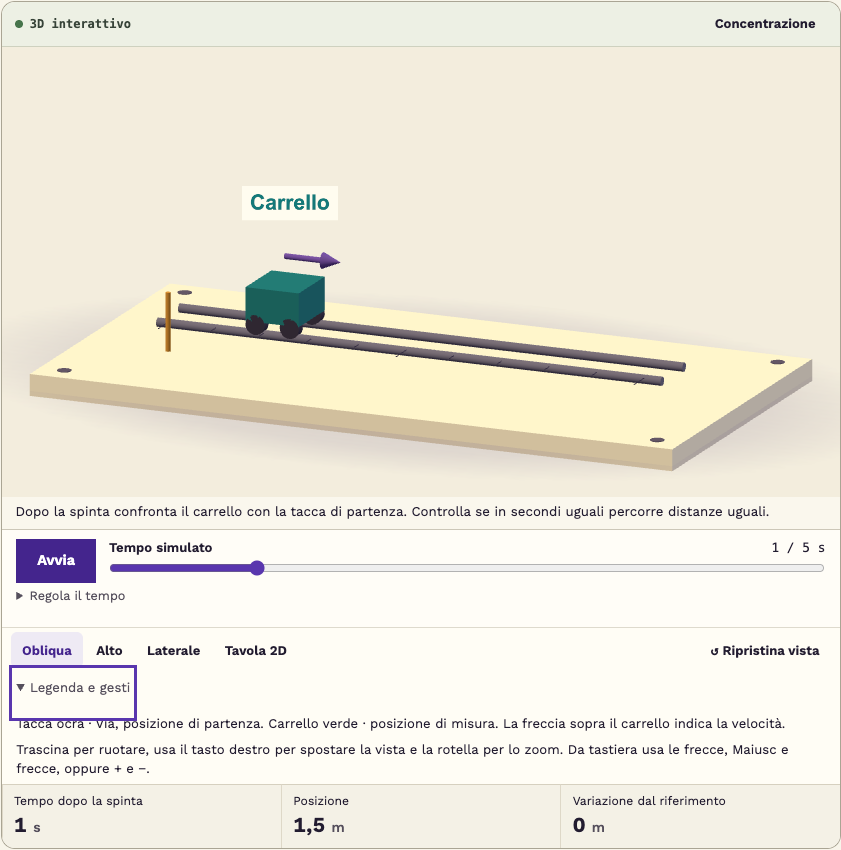 3D interattivo
Concentrazione
Carrello
Dopo la spinta confronta il carrello con la tacca di partenza. Controlla se in secondi uguali percorre distanze uguali.
Avvia
Tempo simulato
1 / 5 s
▶ Regola il tempo
Obliqua
Alto
Laterale
Tavola 2D
↺ Ripristina vista
▼ Legenda e gesti
Tacca ocra · via, posizione di partenza. Carrello verde · posizione di misura. La freccia sopra il carrello indica la velocità.
Trascina per ruotare, usa il tasto destro per spostare la vista e la rotella per lo zoom. Da tastiera usa le frecce, Maiusc e
frecce, oppure + e −.
Tempo dopo la spinta
1 s
Posizione
1,5 m
Variazione dal riferimento
0 m